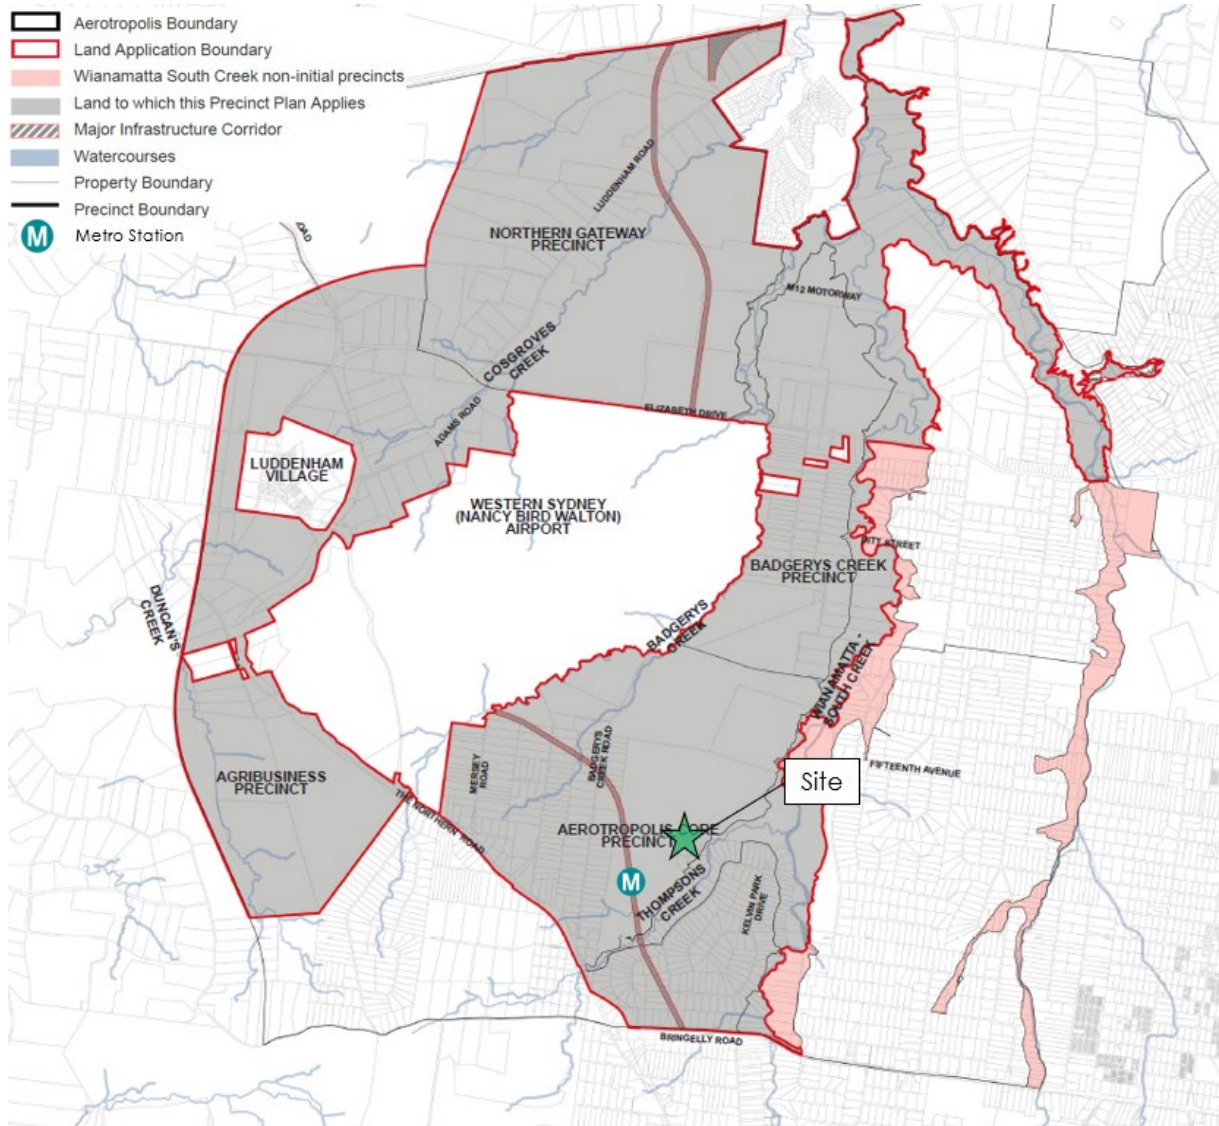 Aerotropolis Boundary
Land Application Boundary
Wianamatta South Creek non-initial precincts
Land to which this Precinct Plan Applies
Major Infrastructure Corridor
Watercourses
Property Boundary
Precinct Boundary
M
Metro Station
ROAD
LUDDENHAM ROAD
NORTHERN GATEWAY
PRECINCT
M12 MOTORWAY
COSGROVES
CREEK
ADAMS ROAD
ELIZABETH DRIVE
LUDDENHAM
VILLAGE
WESTERN SYDNEY
(NANCY BIRD WALTON)
AIRPORT
STREET
BADGERYS CREEK
PRECINCT
DUNCAN'S
CREEK
BADGERYS
CREEK
WIANAMATTA -
SOUTH CREEK
AGRIBUSINESS
PRECINCT
MERSEY
ROAD
BADGERYS
CREEK ROAD
FIFTEENTH AVENUE
Site
THE NORTHERN ROAD
AEROTROPOLIS CORE
PRECINCT
M
THOMPSONS
CREEK
KELVIN PARK
DRIVE
BRINGELLY ROAD